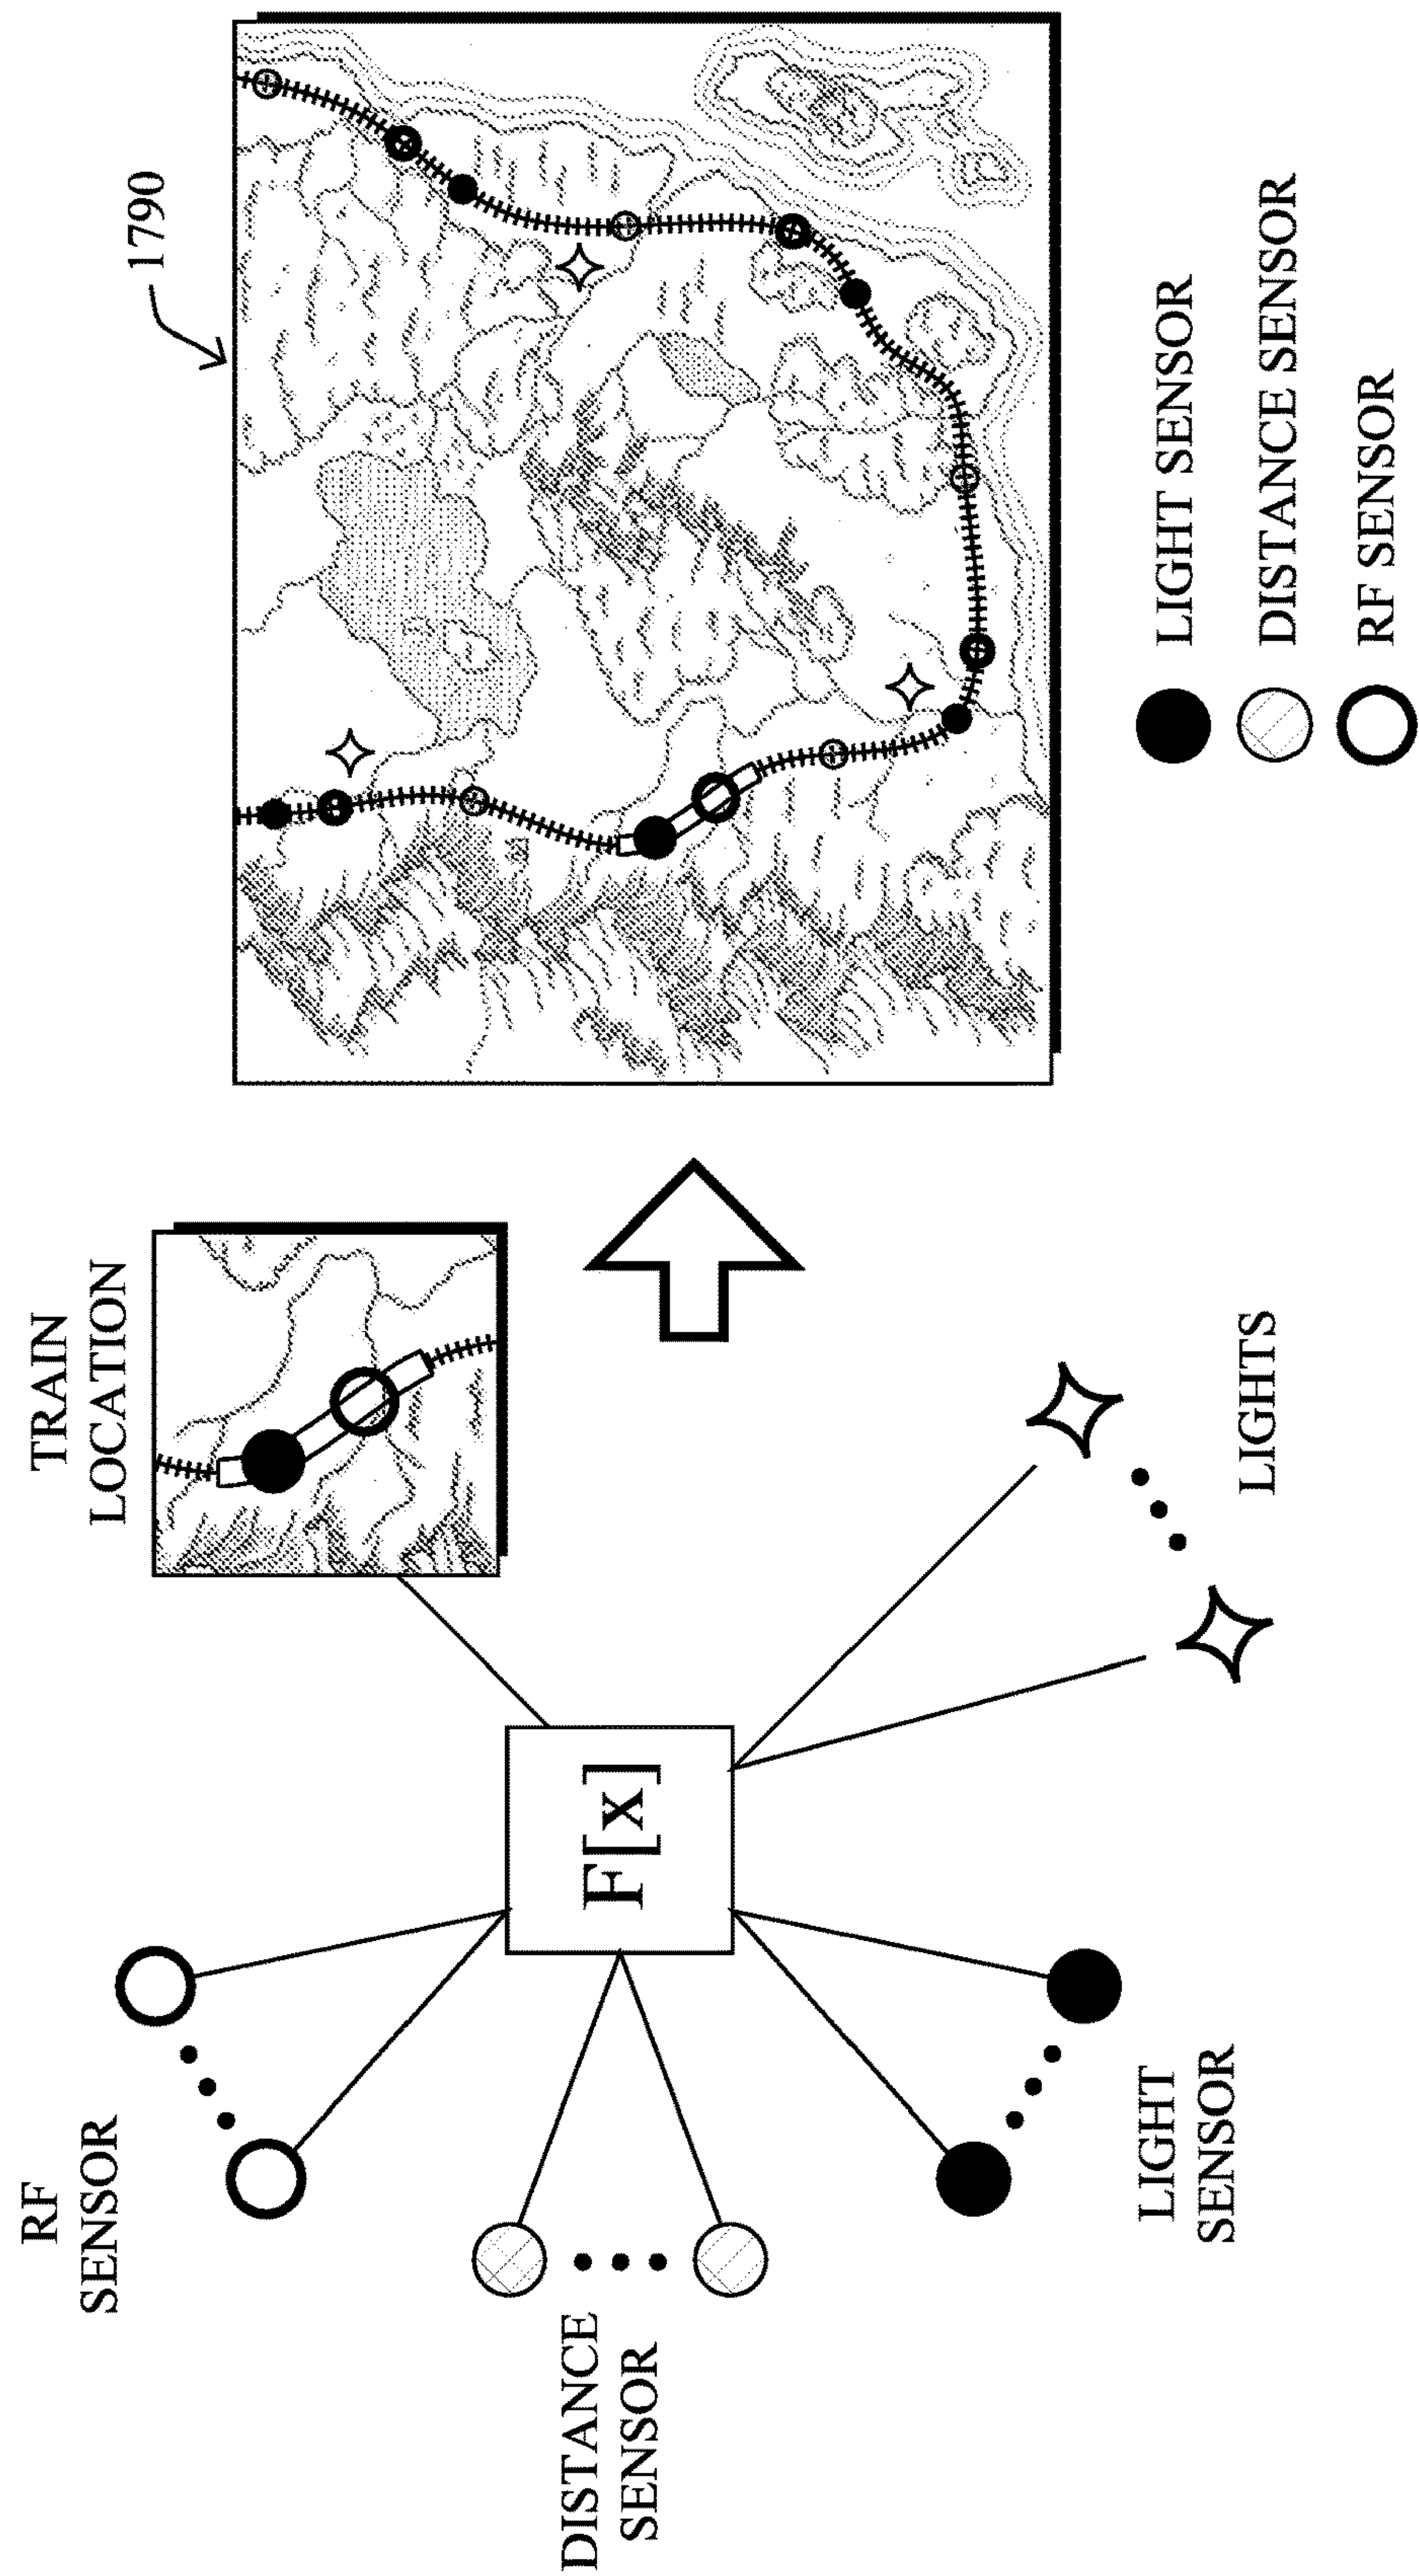 RF
SENSOR
DISTANCE
SENSOR
LIGHT
SENSOR
F[x]
TRAIN
LOCATION
LIGHTS
1790
LIGHT SENSOR
DISTANCE SENSOR
RF SENSOR